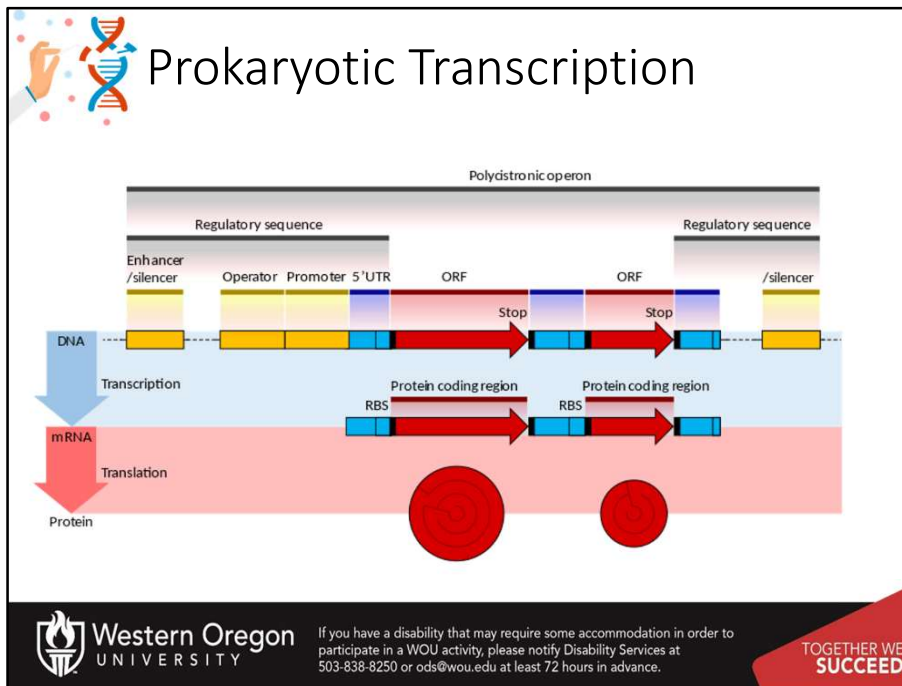 Prokaryotic Transcription
Polycistronic operon
Regulatory sequence
Regulatory sequence
Enhancer
/silencer
Operator
Promoter
5'UTR
ORF
ORF
/silencer
Stop
Stop
DNA
Transcription
Protein coding region
Protein coding region
RBS
RBS
mRNA
Translation
Protein
Western Oregon
UNIVERSITY
If you have a disability that may require some accommodation in order to
participate in a WOU activity, please notify Disability Services at
503-838-8250 or ods@wou.edu at least 72 hours in advance.
TOGETHER WE
SUCCEED